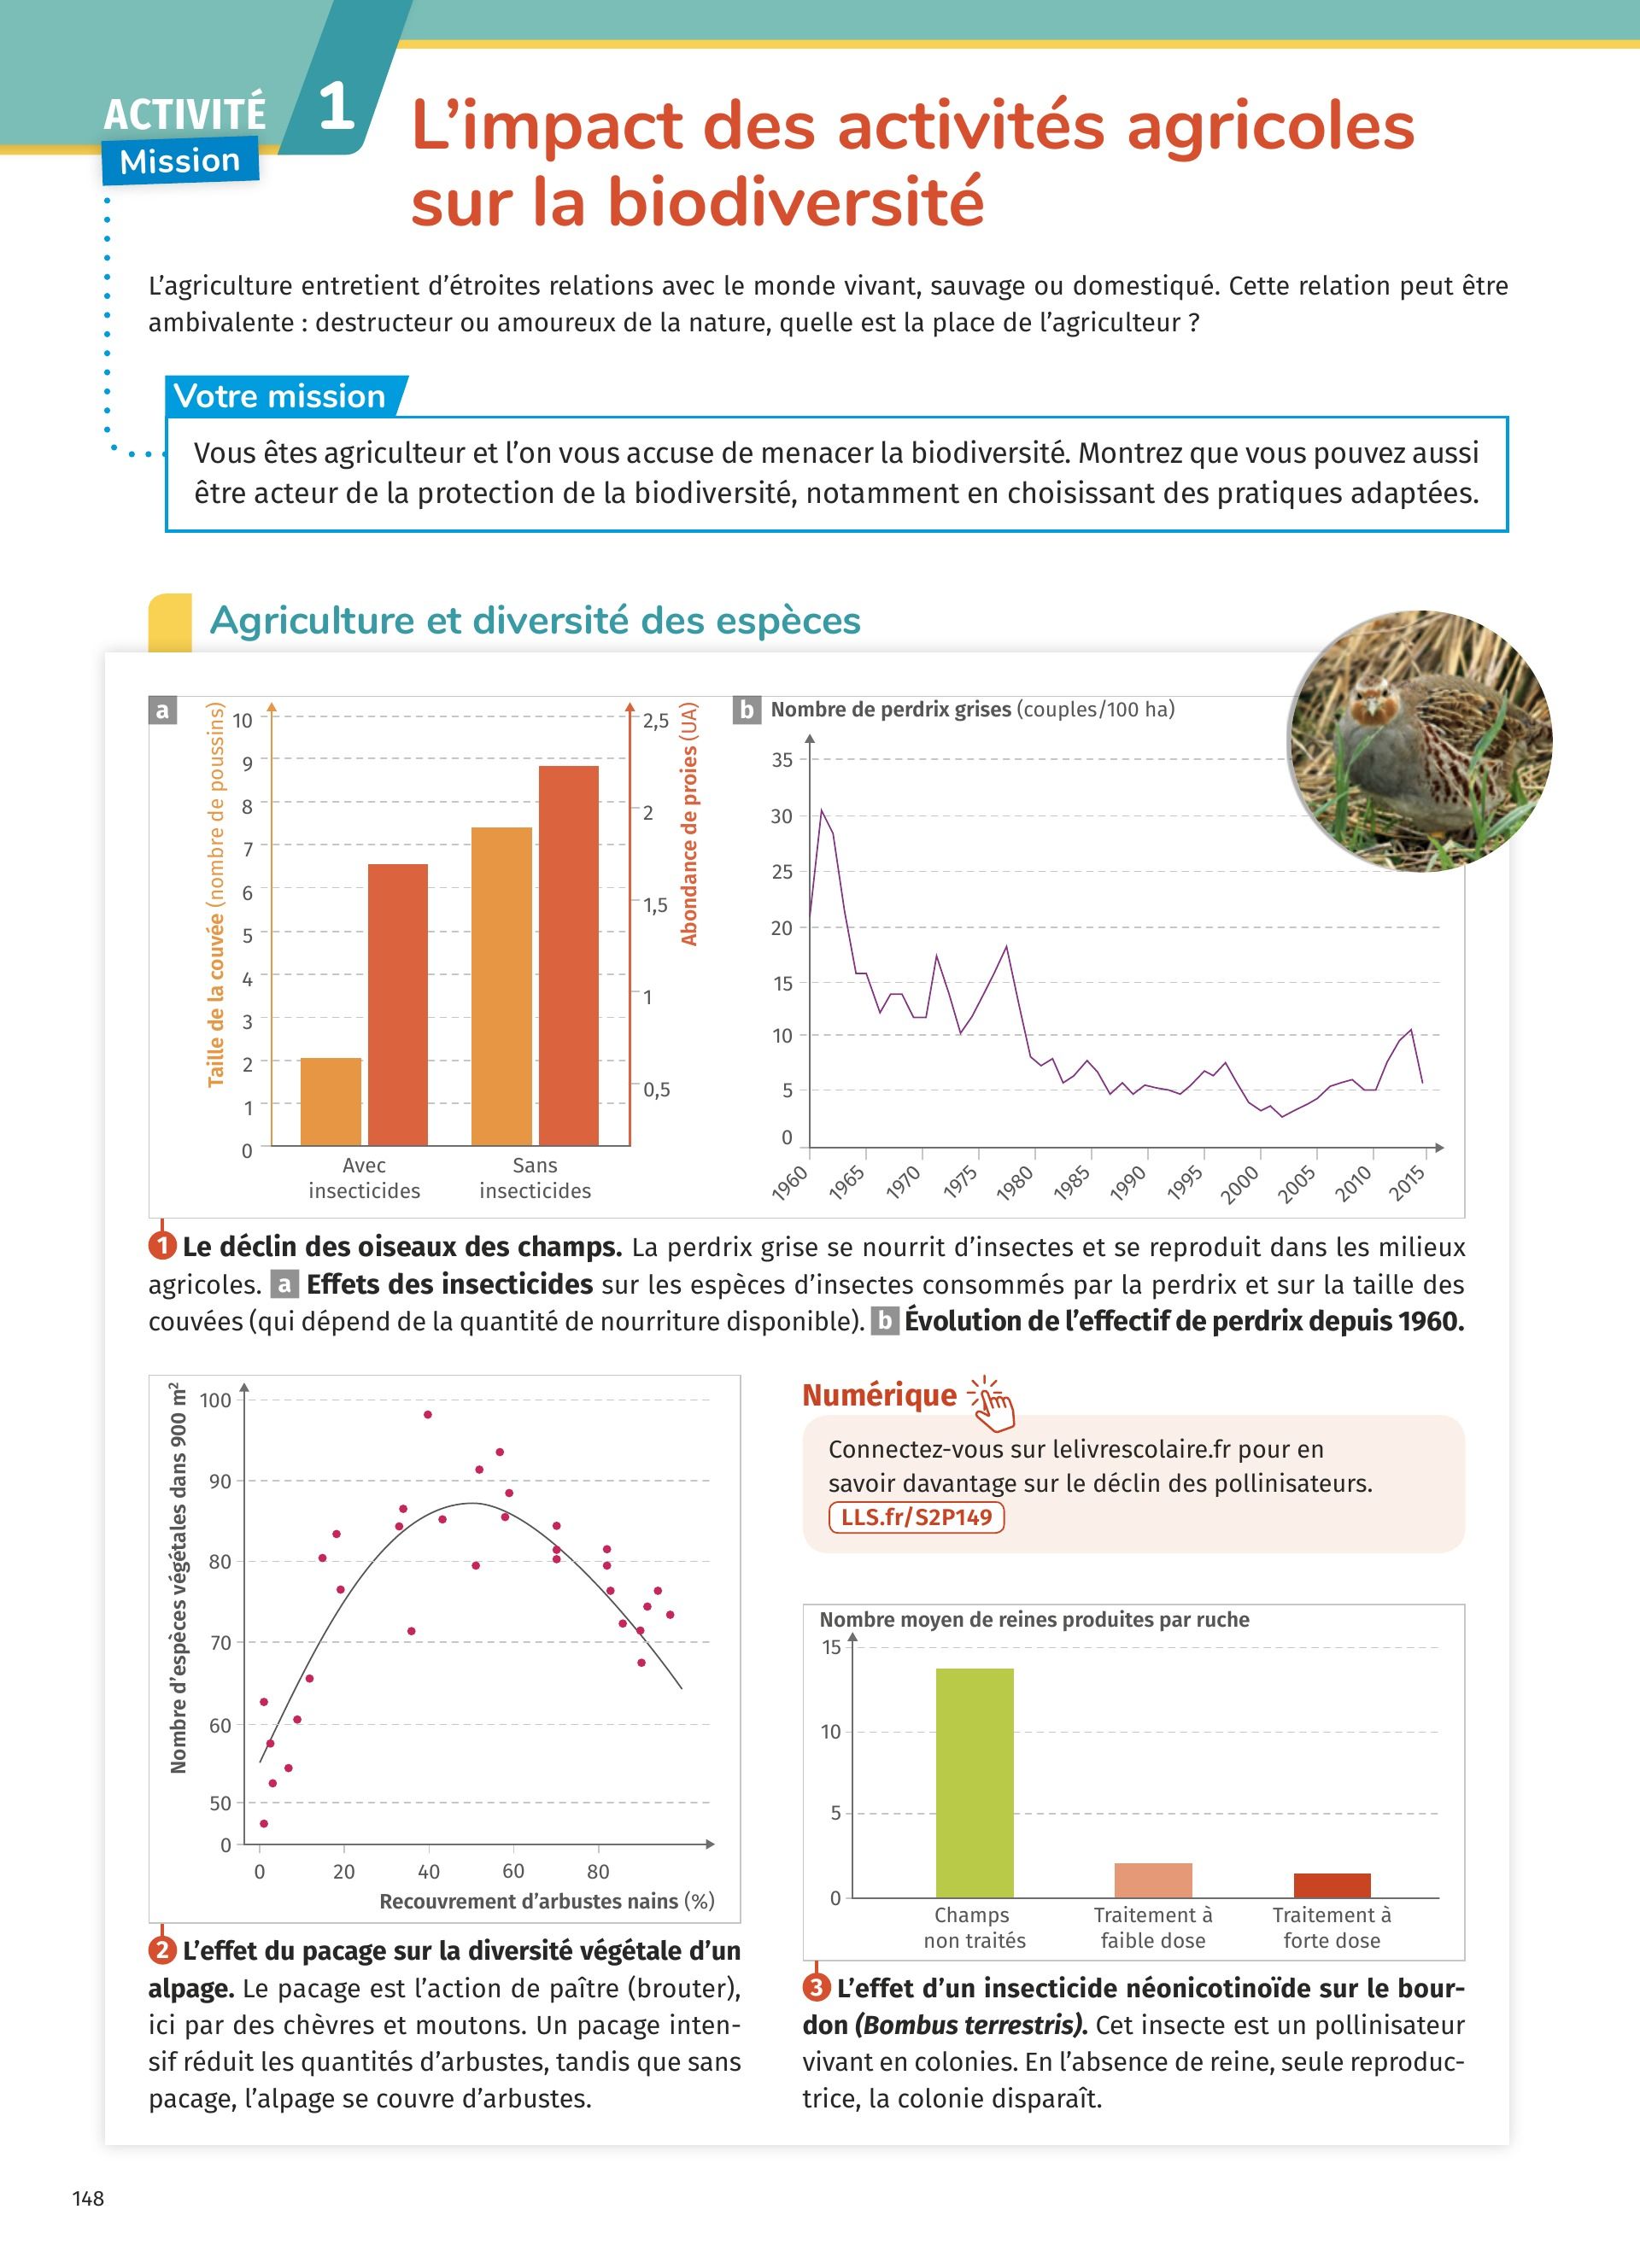 ACTIVITÉ 1
Mission
L’impact des activités agricoles
sur la biodiversité
L’agriculture entretient d’étroites relations avec le monde vivant, sauvage ou domestiqué. Cette relation peut être
ambivalente : destructeur ou amoureux de la nature, quelle est la place de l’agriculteur ?
Votre mission
Vous êtes agriculteur et l’on vous accuse de menacer la biodiversité. Montrez que vous pouvez aussi
être acteur de la protection de la biodiversité, notamment en choisissant des pratiques adaptées.
Agriculture et diversité des espèces
a
Taille de la couvée (nombre de poussins)
10
9
8
7
6
5
4
3
2
1
0
2,5
2
1,5
1
0,5
Abondance de proies (UA)
Avec
insecticides
Sans
insecticides
b Nombre de perdrix grises (couples/100 ha)
35
30
25
20
15
10
5
0
1960
1965
1970
1975
1980
1985
1990
1995
2000
2005
2010
2015
1 Le déclin des oiseaux des champs. La perdrix grise se nourrit d’insectes et se reproduit dans les milieux
agricoles. a Effets des insecticides sur les espèces d’insectes consommés par la perdrix et sur la taille des
couvées (qui dépend de la quantité de nourriture disponible). b Évolution de l’effectif de perdrix depuis 1960.
Nombre d’espèces végétales dans 900 m²
100
90
80
70
60
50
0
0 20 40 60 80
Recouvrement d’arbustes nains (%)
2 L’effet du pacage sur la diversité végétale d’un
alpage. Le pacage est l’action de paître (brouter),
ici par des chèvres et moutons. Un pacage inten-
sif réduit les quantités d’arbustes, tandis que sans
pacage, l’alpage se couvre d’arbustes.
Numérique
Connectez-vous sur lelivrescolaire.fr pour en
savoir davantage sur le déclin des pollinisateurs.
LLS.fr/S2P149
Nombre moyen de reines produites par ruche
15
10
5
0
Champs
non traités
Traitement à
faible dose
Traitement à
forte dose
3 L’effet d’un insecticide néonicotinoïde sur le bour-
don (Bombus terrestris). Cet insecte est un pollinisateur
vivant en colonies. En l’absence de reine, seule reproduc-
trice, la colonie disparaît.
148